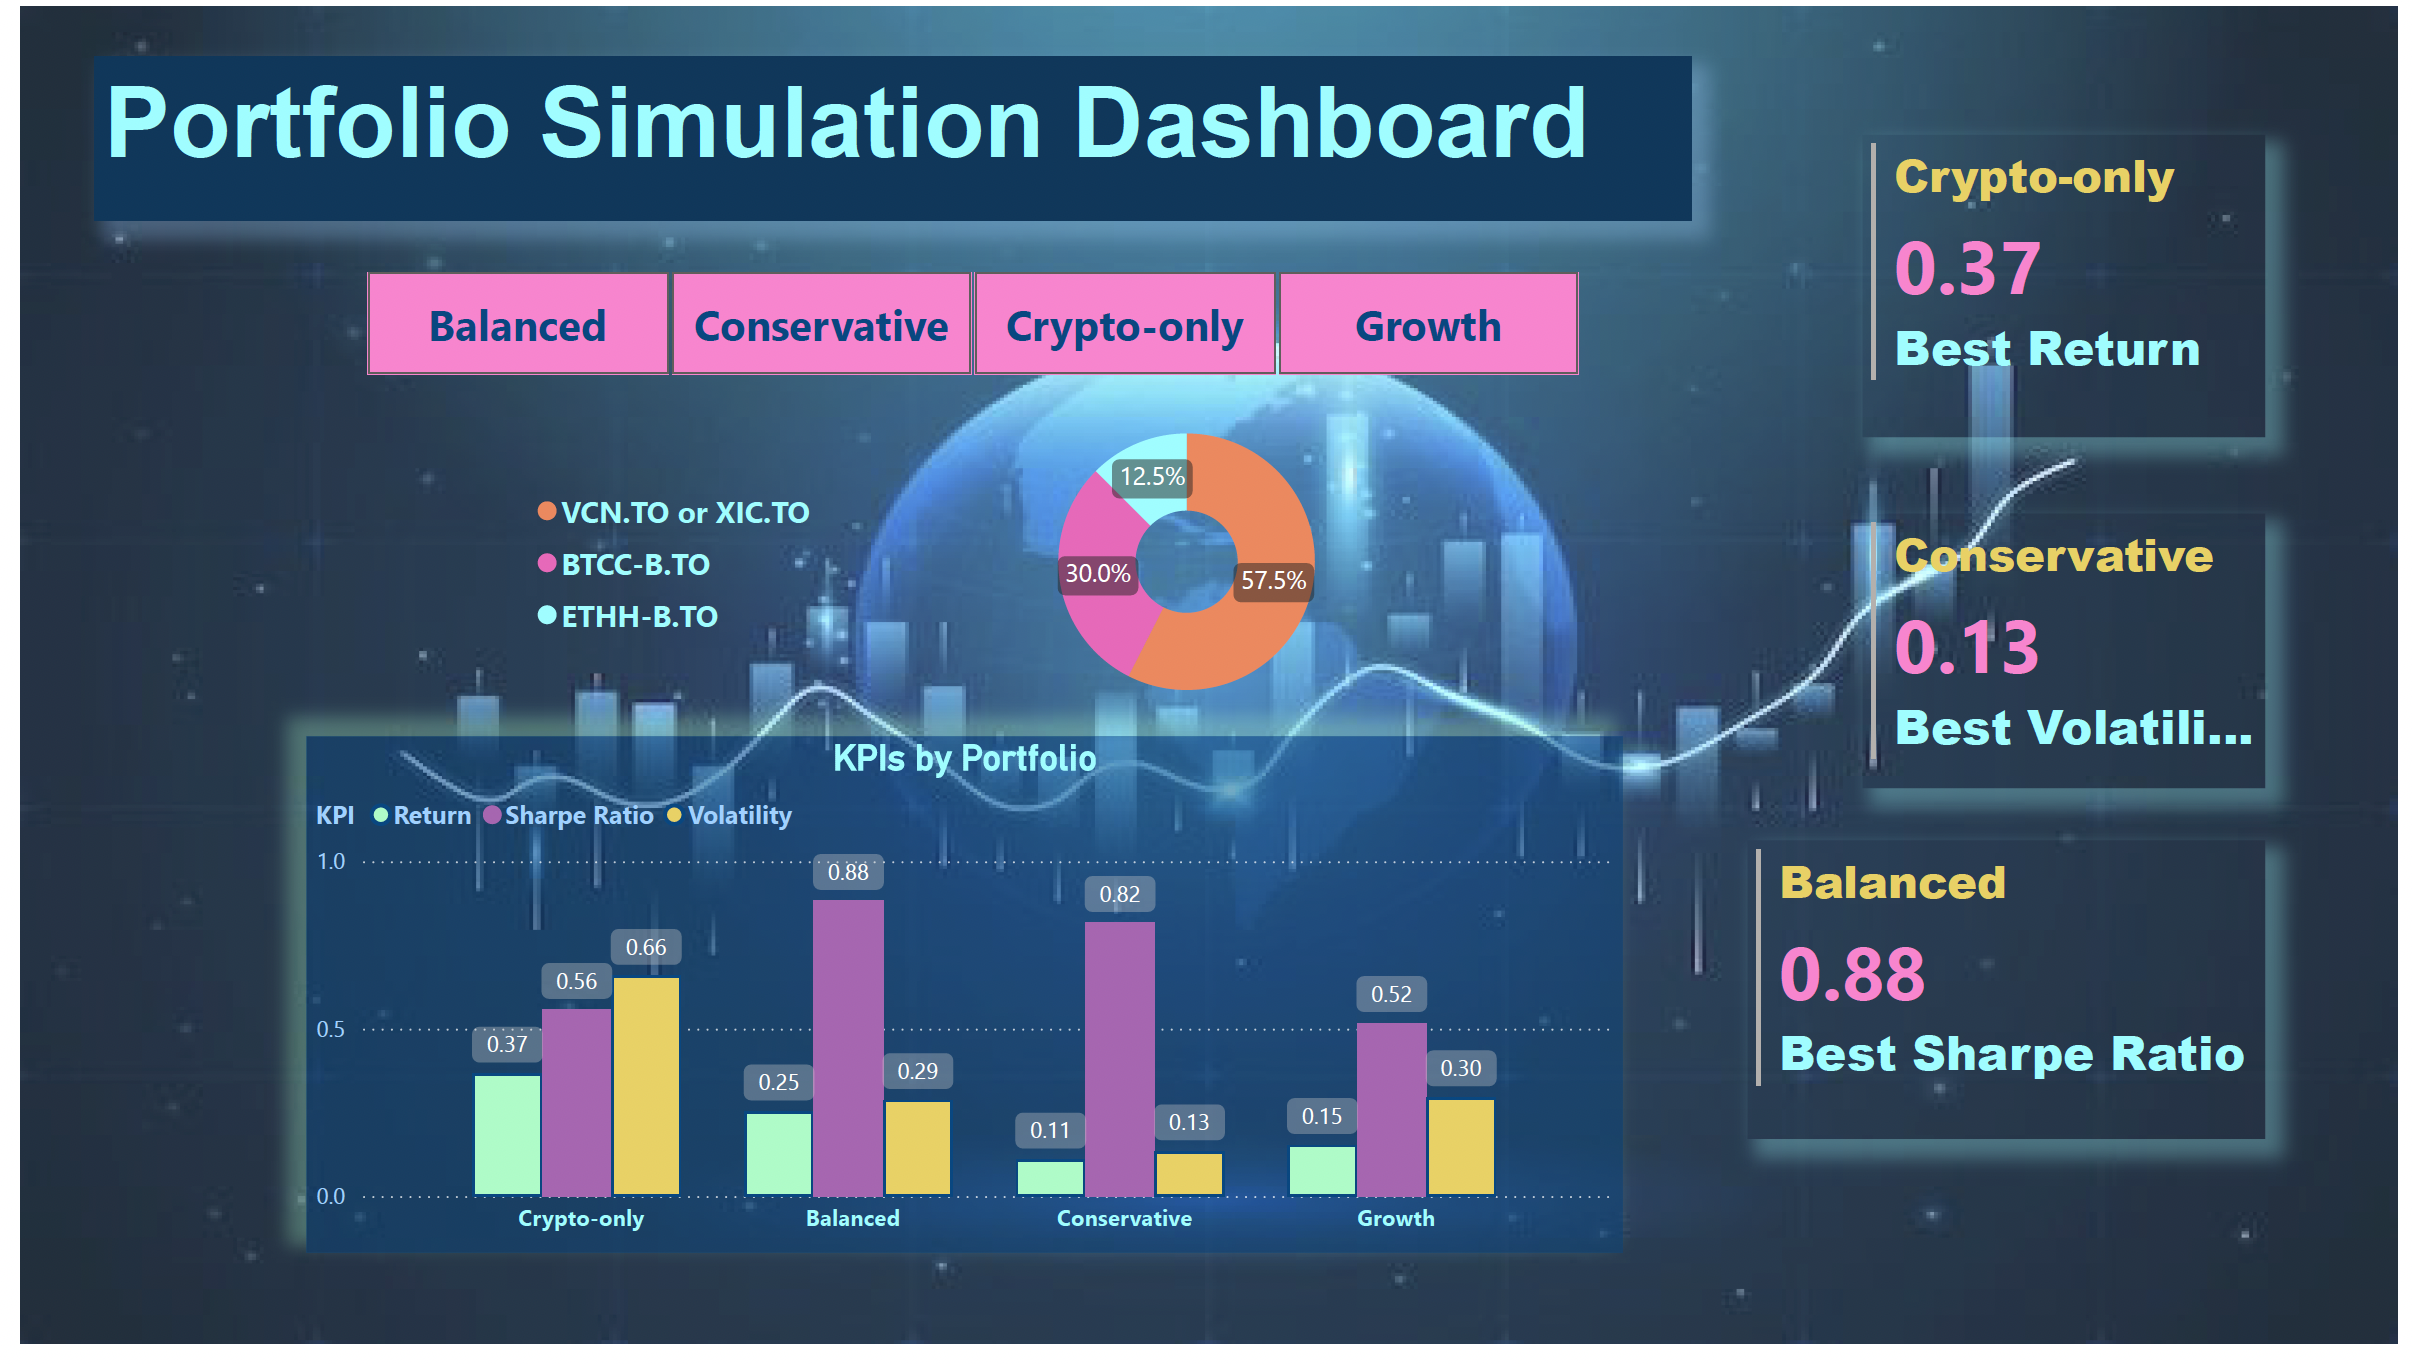 Portfolio Simulation Dashboard
Balanced
Conservative
Crypto-only
Growth
Crypto-only
0.37
Best Return
VCN.TO or XIC.TO
BTCC-B.TO
ETHH-B.TO
12.5%
30.0%
57.5%
Conservative
0.13
Best Volatili...
KPIs by Portfolio
KPI Return Sharpe Ratio Volatility
1.0
0.5
0.0
0.37
0.56
0.66
0.25
0.88
0.29
0.11
0.82
0.13
0.15
0.52
0.30
Crypto-only
Balanced
Conservative
Growth
Balanced
0.88
Best Sharpe Ratio